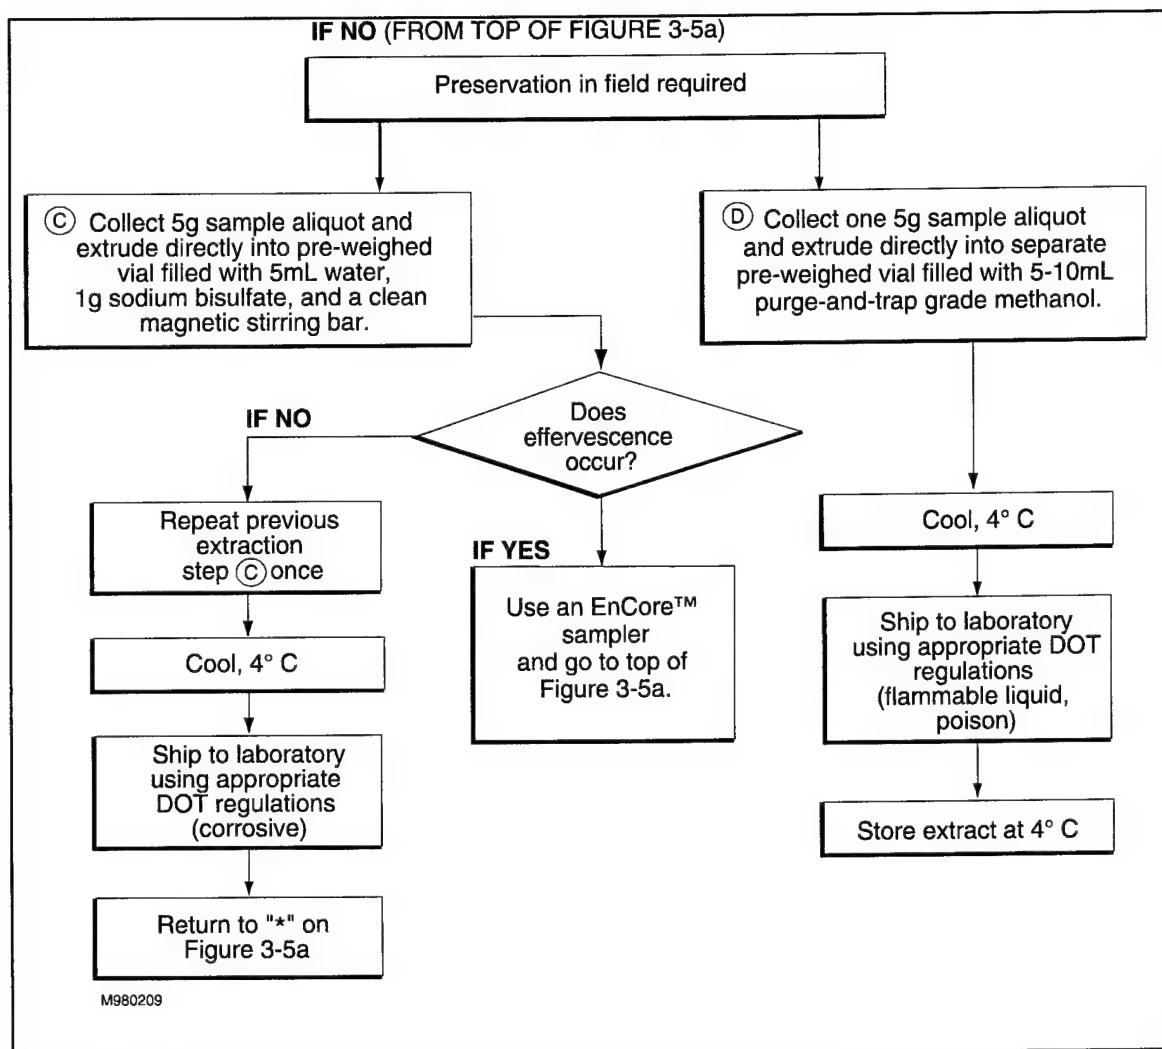 IF NO (FROM TOP OF FIGURE 3-5a)
Preservation in field required
Ⓒ Collect 5g sample aliquot and
extrude directly into pre-weighed
vial filled with 5mL water,
1g sodium bisulfate, and a clean
magnetic stirring bar.
Ⓓ Collect one 5g sample aliquot
and extrude directly into separate
pre-weighed vial filled with 5-10mL
purge-and-trap grade methanol.
Does
effervescence
occur?
IF NO
Repeat previous
extraction
step Ⓒ once
Cool, 4° C
Ship to laboratory
using appropriate
DOT regulations
(corrosive)
Return to "*" on
Figure 3-5a
IF YES
Use an EnCore™
sampler
and go to top of
Figure 3-5a.
Cool, 4° C
Ship to laboratory
using appropriate DOT
regulations
(flammable liquid,
poison)
Store extract at 4° C
M980209